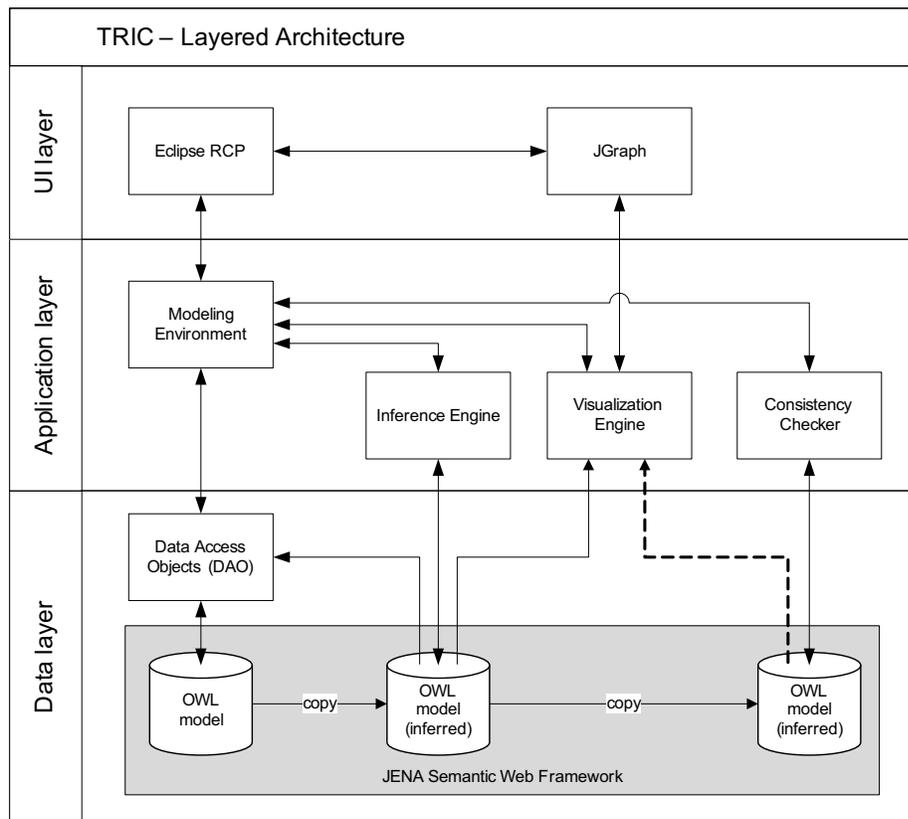 TRIC – Layered Architecture
UI layer
Eclipse RCP
JGraph
Application layer
Modeling
Environment
Inference Engine
Visualization
Engine
Consistency
Checker
Data layer
Data Access
Objects (DAO)
OWL
model
copy
OWL
model
(inferred)
copy
OWL
model
(inferred)
JENA Semantic Web Framework